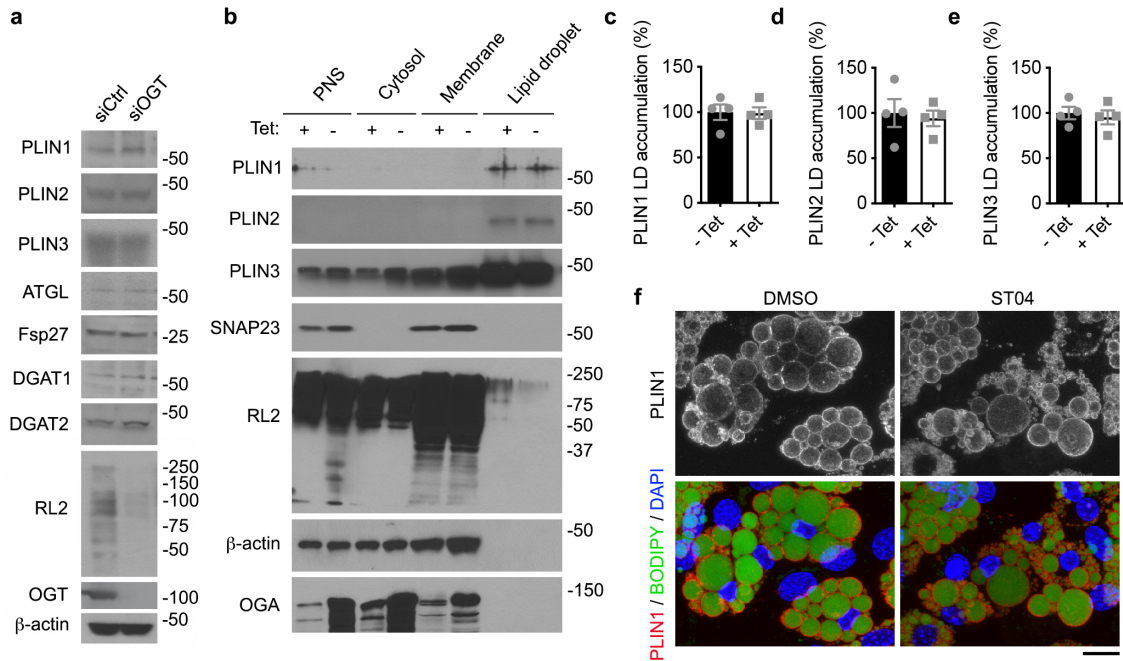 a
siCtrl
siOGT
PLIN1
-50
PLIN2
-50
PLIN3
-50
ATGL
-50
Fsp27
-25
DGAT1
-50
DGAT2
-50
RL2
-250
-150
-100
-75
-50
OGT
-100
β-actin
-50
b
PNS
Cytosol
Membrane
Lipid droplet
Tet: + - + - + - + -
PLIN1
-50
PLIN2
-50
PLIN3
-50
SNAP23
-50
RL2
-250
-75
-50
-37
β-actin
-50
OGA
-150
c
PLIN1 LD accumulation (%)
150
100
50
0
- Tet
+ Tet
d
PLIN2 LD accumulation (%)
150
100
50
0
- Tet
+ Tet
e
PLIN3 LD accumulation (%)
150
100
50
0
- Tet
+ Tet
f
DMSO
ST04
PLIN1
PLIN1 / BODIPY / DAPI